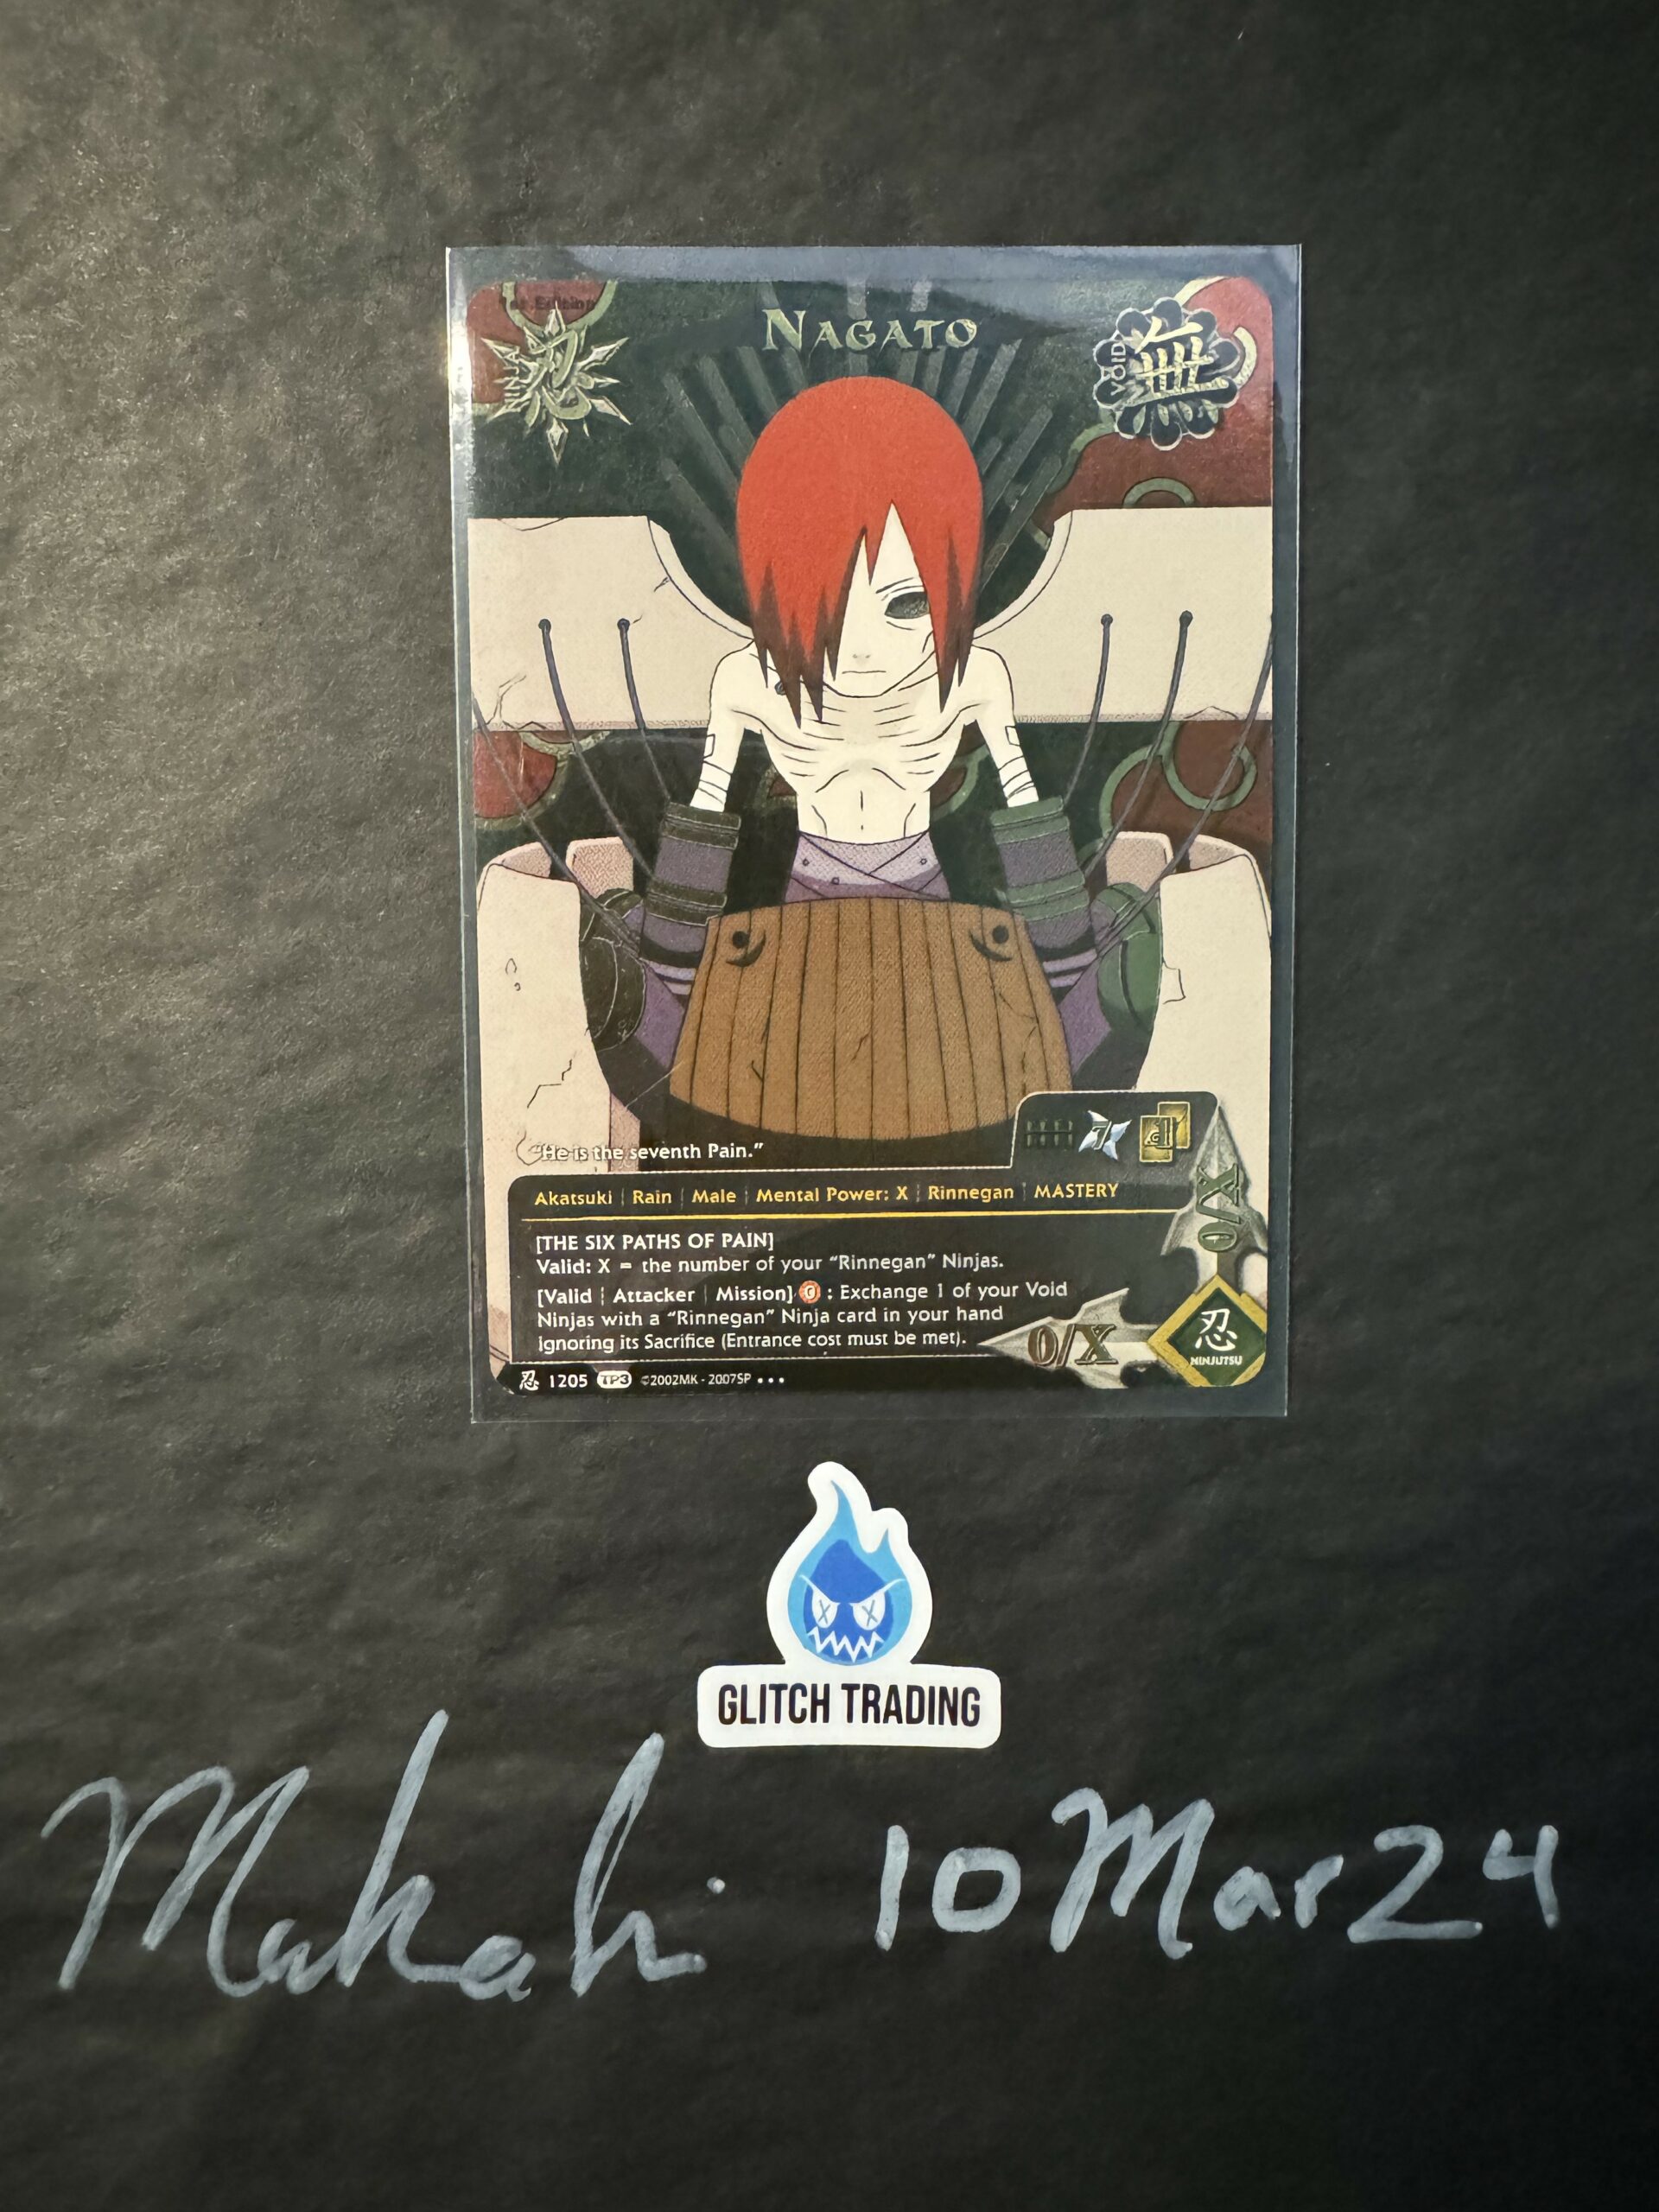 1st Edition
NAGATO
NINJA 忍
VOID 無
"He is the seventh Pain."
Akatsuki | Rain | Male | Mental Power: X | Rinnegan | MASTERY
X/0
[THE SIX PATHS OF PAIN]
Valid: X = the number of your "Rinnegan" Ninjas.
[Valid | Attacker | Mission] C : Exchange 1 of your Void
Ninjas with a "Rinnegan" Ninja card in your hand
ignoring its Sacrifice (Entrance cost must be met).
0/X
忍
NINJUTSU
忍 1205 TP3 ©2002MK - 2007SP •••
GLITCH TRADING
Makahi 10Mar24